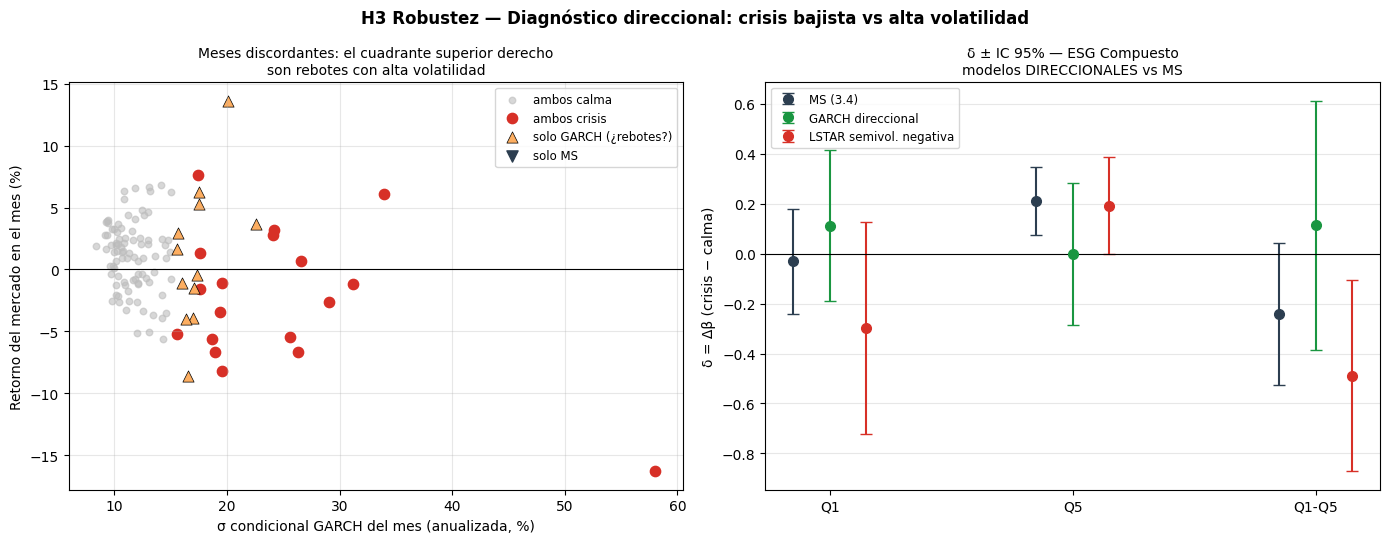 H3 Robustez — Diagnóstico direccional: crisis bajista vs alta volatilidad
Meses discordantes: el cuadrante superior derecho
son rebotes con alta volatilidad
Retorno del mercado en el mes (%)
15
10
5
0
−5
−10
−15
ambos calma
ambos crisis
solo GARCH (¿rebotes?)
solo MS
10
20
30
40
50
60
σ condicional GARCH del mes (anualizada, %)
δ ± IC 95% — ESG Compuesto
modelos DIRECCIONALES vs MS
δ = Δβ (crisis − calma)
0.6
0.4
0.2
0.0
−0.2
−0.4
−0.6
−0.8
MS (3.4)
GARCH direccional
LSTAR semivol. negativa
Q1
Q5
Q1-Q5